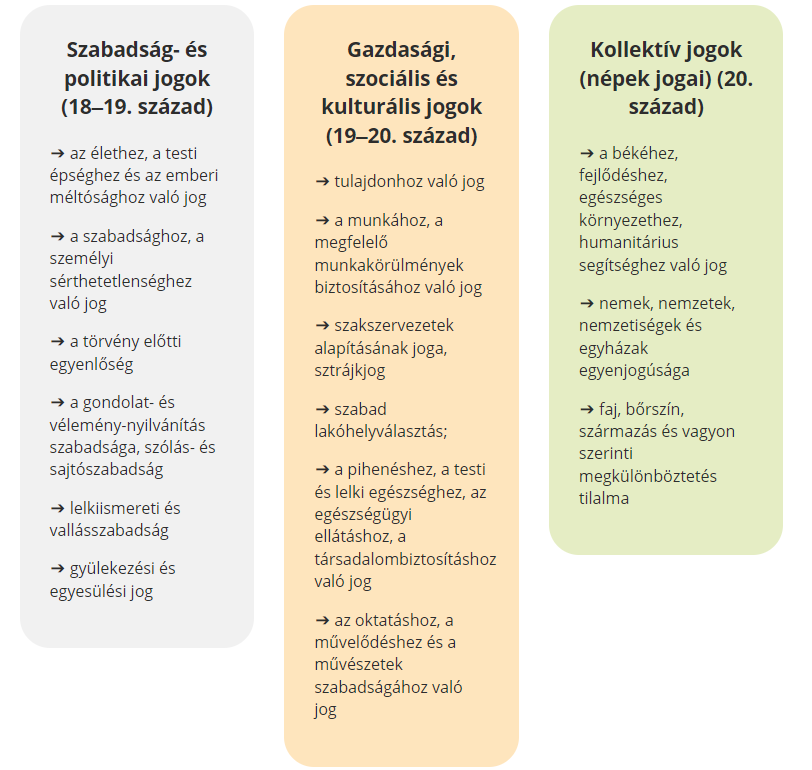 Szabadság- és
politikai jogok
(18–19. század)
➔ az élethez, a testi
épséghez és az emberi
méltósághoz való jog
➔ a szabadsághoz, a
személyi
sérthetetlenséghez
való jog
➔ a törvény előtti
egyenlőség
➔ a gondolat- és
vélemény-nyilvánítás
szabadsága, szólás- és
sajtószabadság
➔ lelkiismereti és
vallásszabadság
➔ gyülekezési és
egyesülési jog
Gazdasági,
szociális és
kulturális jogok
(19–20. század)
➔ tulajdonhoz való jog
➔ a munkához, a
megfelelő
munkakörülmények
biztosításához való jog
➔ szakszervezetek
alapításának joga,
sztrájkjog
➔ szabad
lakóhelyválasztás;
➔ a pihenéshez, a testi
és lelki egészséghez, az
egészségügyi
ellátáshoz, a
társadalombiztosításhoz
való jog
➔ az oktatáshoz, a
művelődéshez és a
művészetek
szabadságához való
jog
Kollektív jogok
(népek jogai) (20.
század)
➔ a békéhez,
fejlődéshez,
egészséges
környezethez,
humanitárius
segítséghez való jog
➔ nemek, nemzetek,
nemzetiségek és
egyházak
egyenjogúsága
➔ faj, bőrszín,
származás és vagyon
szerinti
megkülönböztetés
tilalma